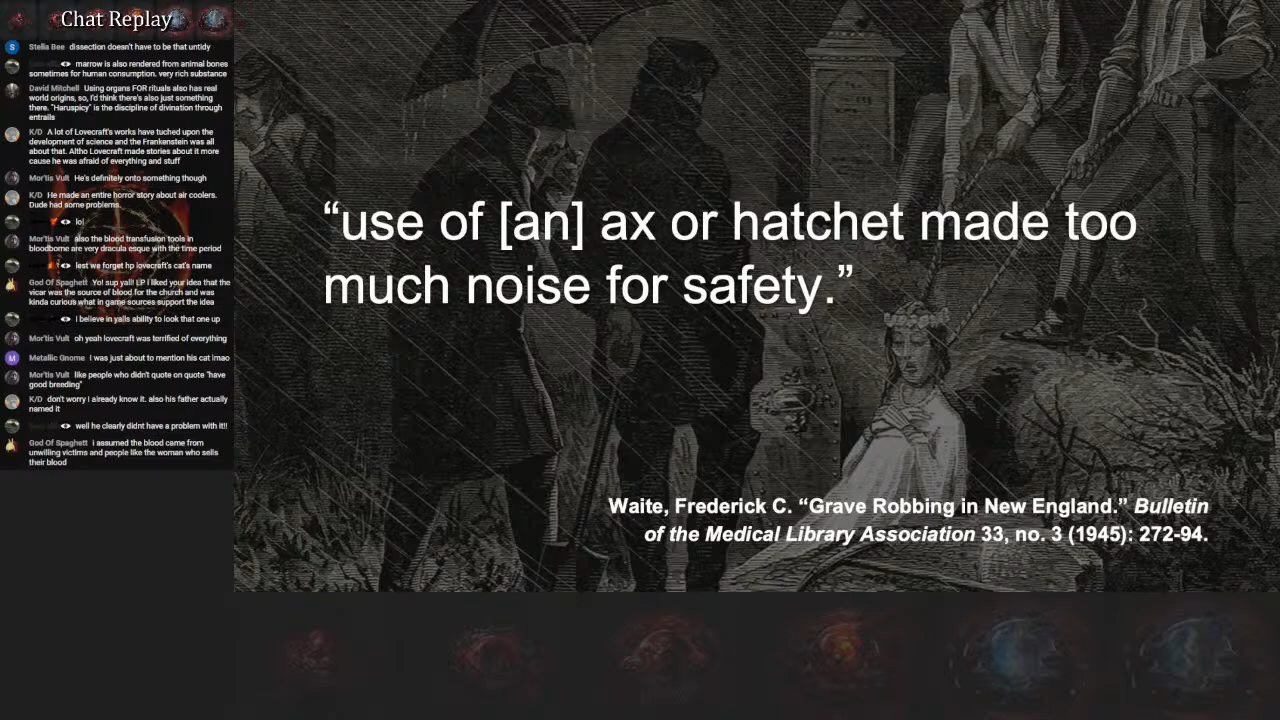 Chat Replay
Stella Bee dissection doesn't have to be that untidy
marrow is also rendered from animal bones
sometimes for human consumption. very rich substance
David Mitchell Using organs FOR rituals also has real
world origins, so, I'd think there's also just something
there. "Haruspicy" is the discipline of divination through
entrails
K/D A lot of Lovecraft's works have tuched upon the
development of science and the Frankenstein was all
about that. Altho Lovecraft made stories about it more
cause he was afraid of everything and stuff
Mor'tis Vult He's definitely onto something though
K/D He made an entire horror story about air coolers.
Dude had some problems.
lol
Mor'tis Vult also the blood transfusion tools in
bloodborne are very dracula esque with the time period
lest we forget hp lovecraft's cat's name
God Of Spaghett Yo! sup yall! LP I liked your idea that the
vicar was the source of blood for the church and was
kinda curious what in game sources support the idea
i believe in yalls ability to look that one up
Mor'tis Vult oh yeah lovecraft was terrified of everything
M Metallic Gnome I was just about to mention his cat lmao
Mor'tis Vult like people who didn't quote on quote "have
good breeding"
K/D don't worry I already know it. also his father actually
named it
well he clearly didnt have a problem with it!!
God Of Spaghett i assumed the blood came from
unwilling victims and people like the woman who sells
their blood
“use of [an] ax or hatchet made too
much noise for safety.”
Waite, Frederick C. “Grave Robbing in New England.” Bulletin
of the Medical Library Association 33, no. 3 (1945): 272-94.